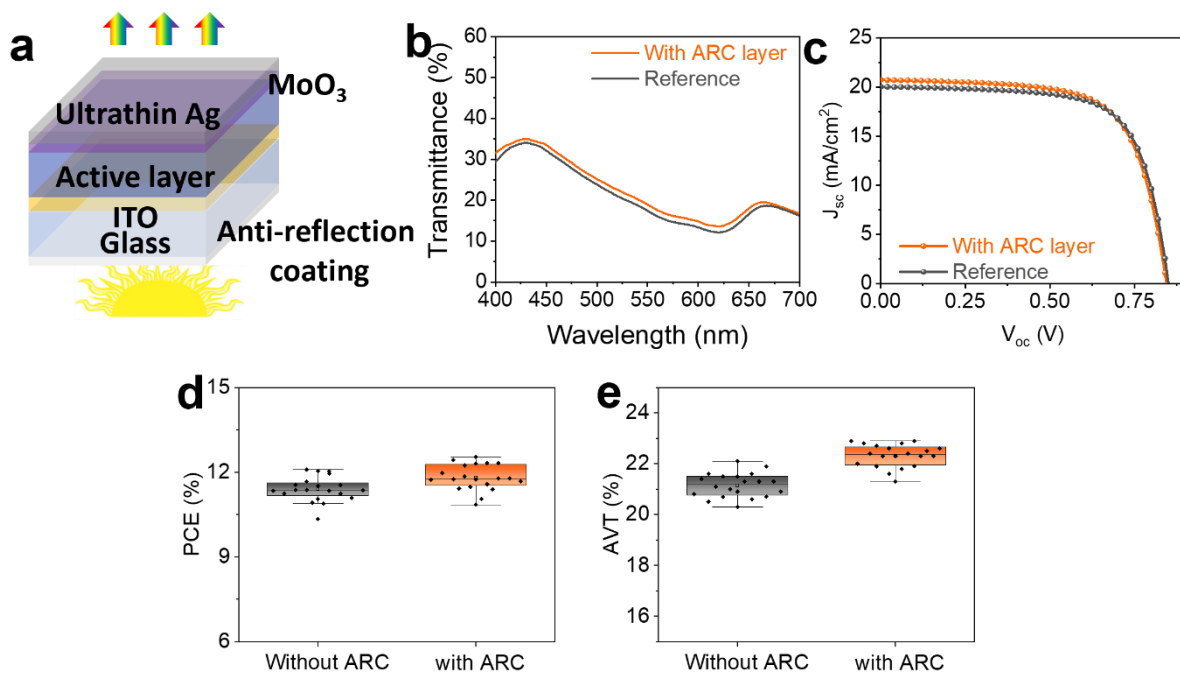 a
MoO₃
Ultrathin Ag
Active layer
ITO
Glass
Anti-reflection
coating
b
Transmittance (%)
60
50
40
30
20
10
0
With ARC layer
Reference
400
450
500
550
600
650
700
Wavelength (nm)
c
Jsc (mA/cm²)
25
20
15
10
5
0
With ARC layer
Reference
0.00
0.25
0.50
0.75
Voc (V)
d
PCE (%)
15
12
9
6
Without ARC
with ARC
e
AVT (%)
24
22
20
18
16
Without ARC
with ARC